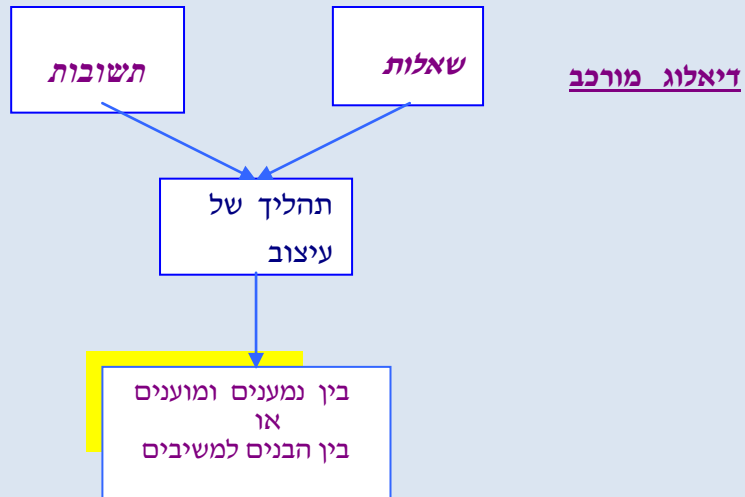 דיאלוג מורכב
שאלות
תשובות
תהליך של
עיצוב
בין נמענים ומוענים
או
בין הבנים למשיבים